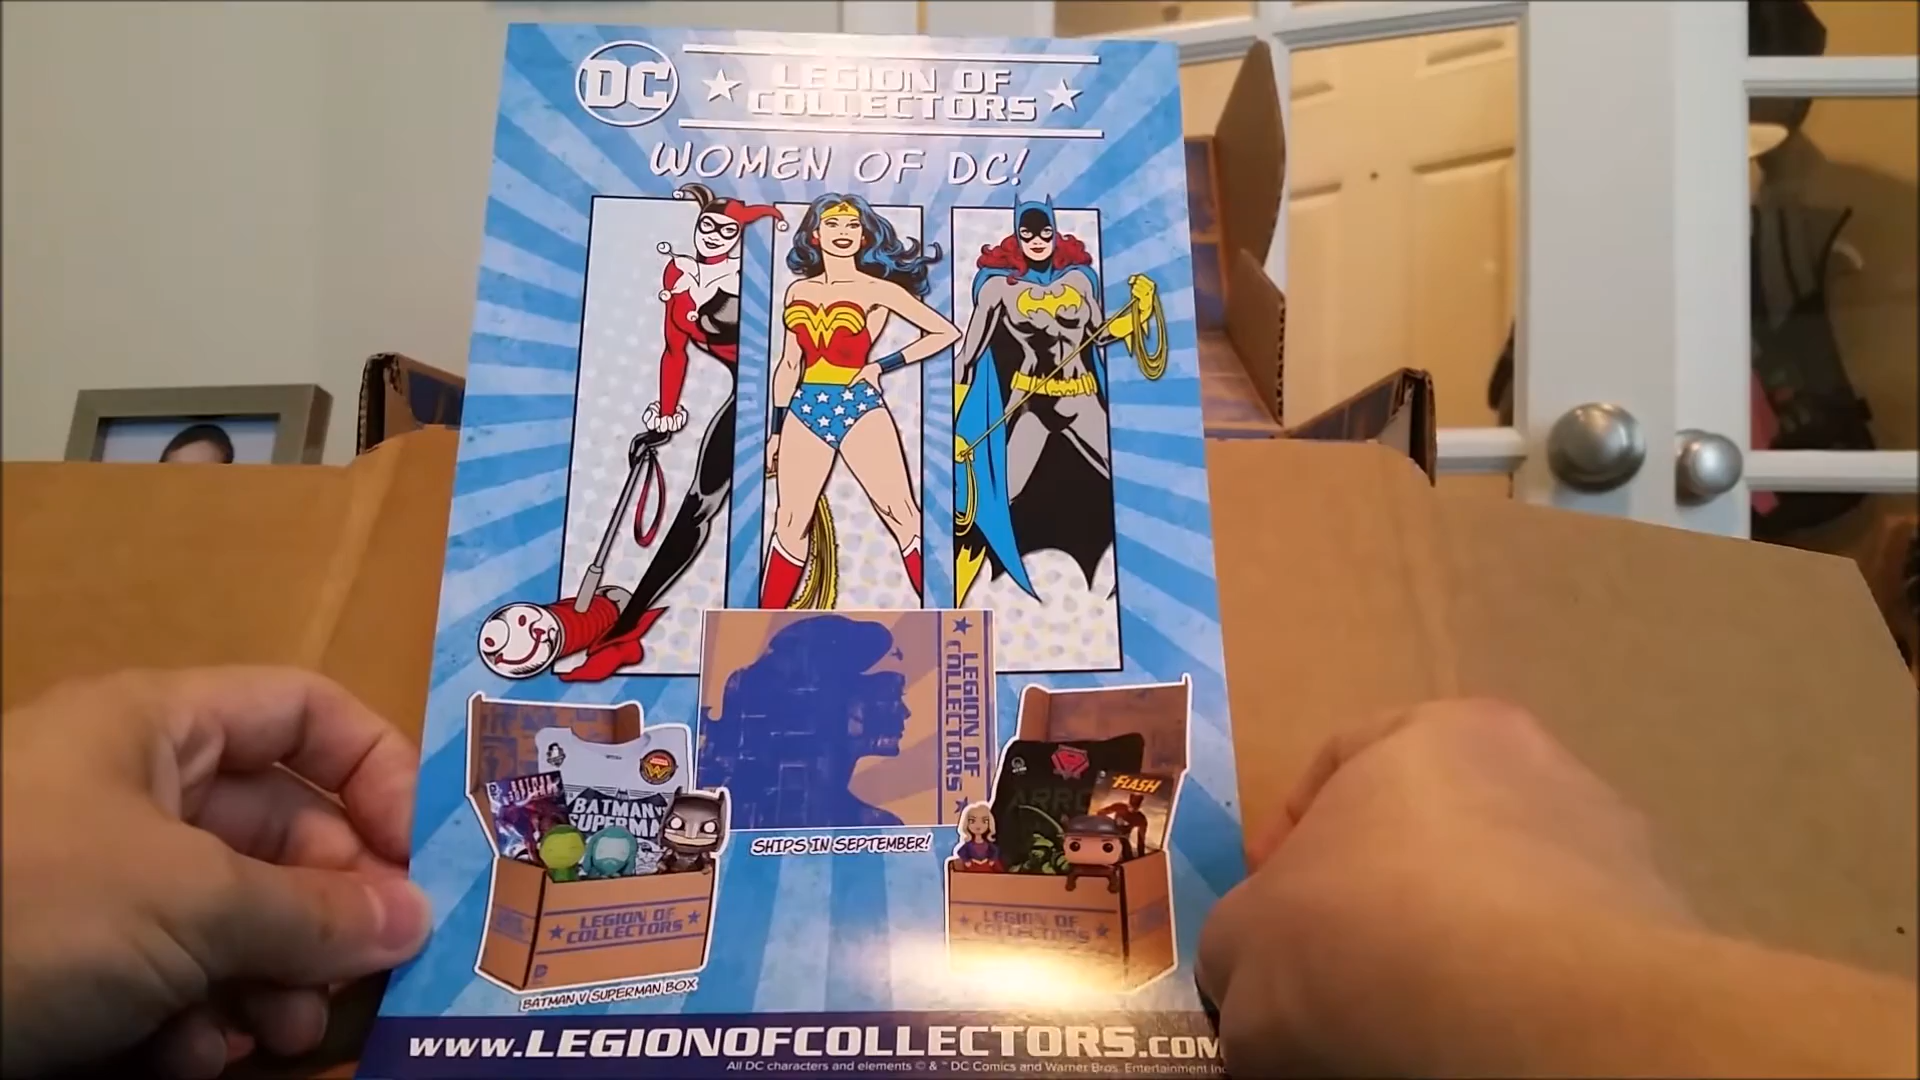 DC
LEGION OF
COLLECTORS
WOMEN OF DC!
LEGION OF
COLLECTORS
SHIPS IN SEPTEMBER!
BATMAN V
SUPERMA
FLASH
ARRO
LEGION OF
COLLECTORS
LEGION OF
COLLECTORS
BATMAN V SUPERMAN BOX
WWW.LEGIONOFCOLLECTORS.COM
All DC characters and elements © & ™ DC Comics and Warner Bros. Entertainment Inc